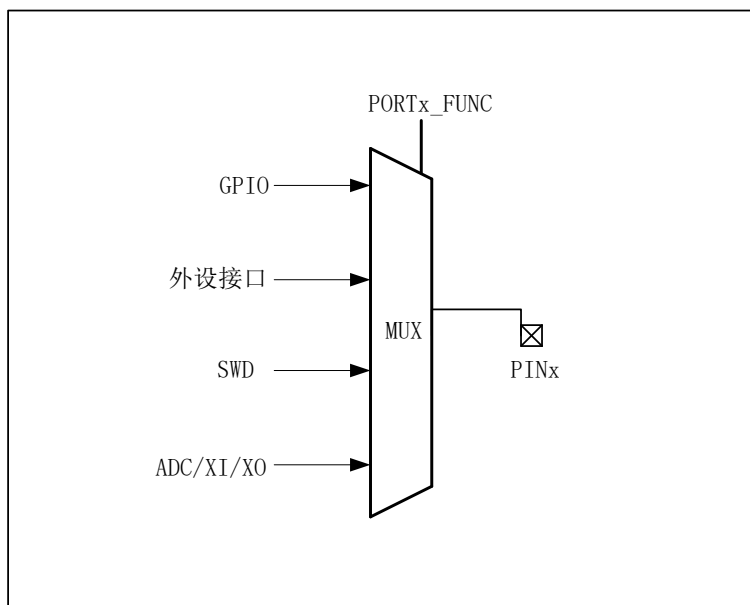 PORTx_FUNC
GPIO
外设接口
MUX
SWD
PINx
ADC/XI/XO